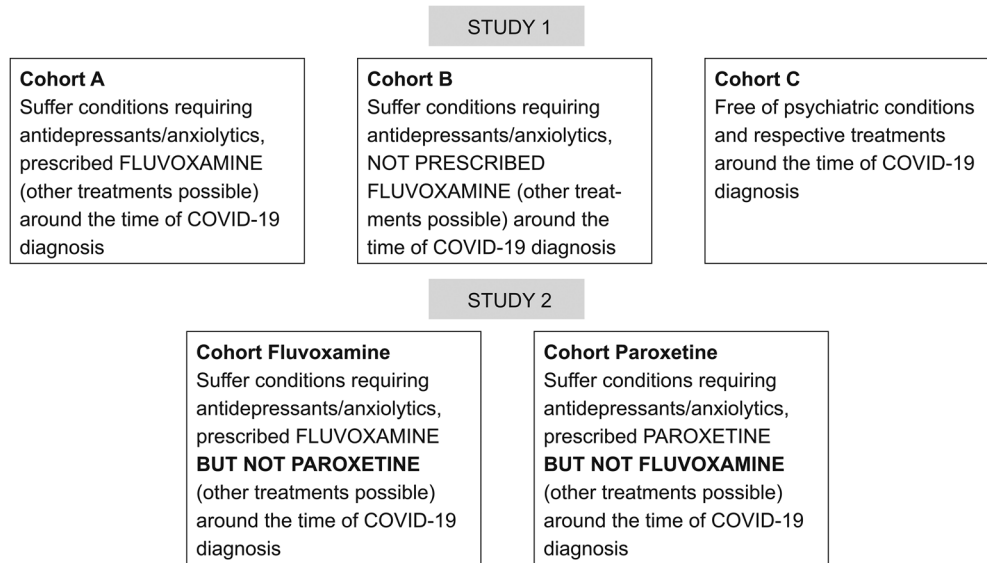 STUDY 1
Cohort A
Suffer conditions requiring
antidepressants/anxiolytics,
prescribed FLUVOXAMINE
(other treatments possible)
around the time of COVID-19
diagnosis
Cohort B
Suffer conditions requiring
antidepressants/anxiolytics,
NOT PRESCRIBED
FLUVOXAMINE (other treat-
ments possible) around the
time of COVID-19 diagnosis
Cohort C
Free of psychiatric conditions
and respective treatments
around the time of COVID-19
diagnosis
STUDY 2
Cohort Fluvoxamine
Suffer conditions requiring
antidepressants/anxiolytics,
prescribed FLUVOXAMINE
BUT NOT PAROXETINE
(other treatments possible)
around the time of COVID-19
diagnosis
Cohort Paroxetine
Suffer conditions requiring
antidepressants/anxiolytics,
prescribed PAROXETINE
BUT NOT FLUVOXAMINE
(other treatments possible)
around the time of COVID-19
diagnosis